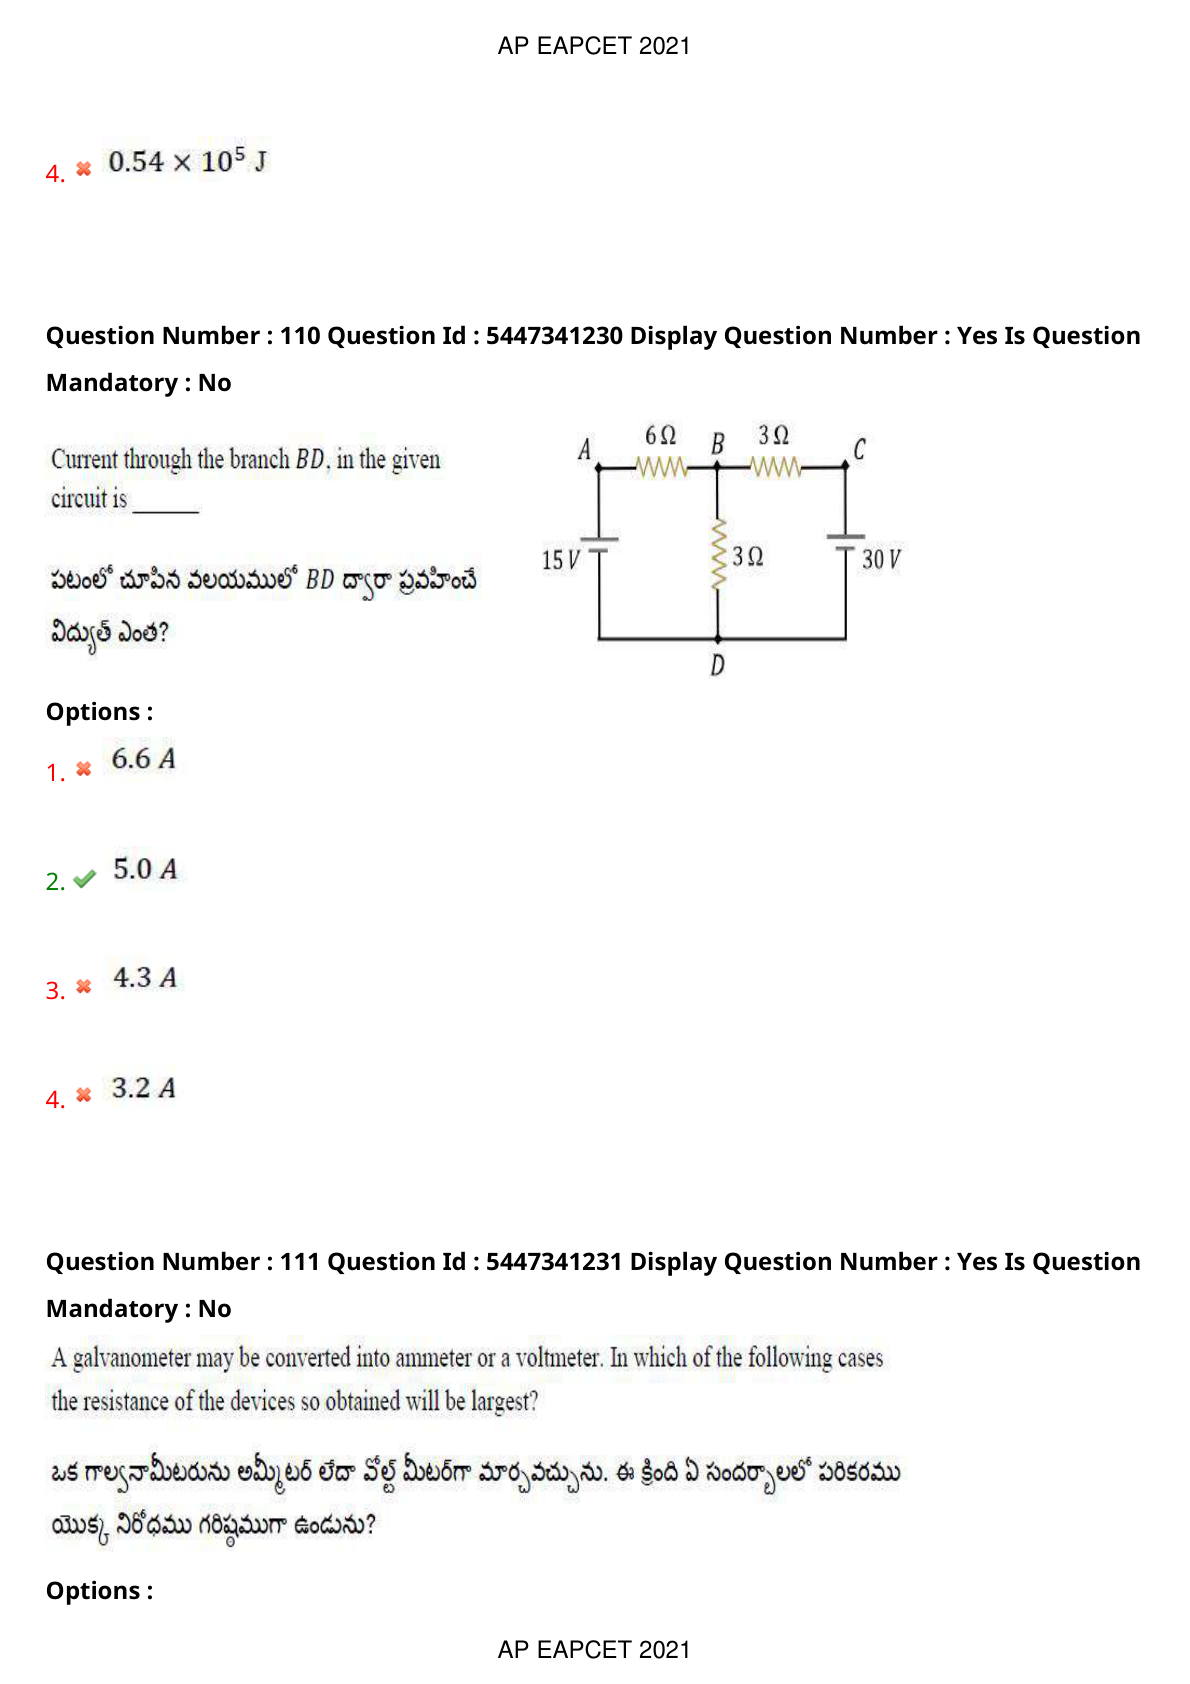 AP EAPCET 2021
4. 0.54 × 10⁵ J
Question Number : 110 Question Id : 5447341230 Display Question Number : Yes Is Question
Mandatory : No
Current through the branch BD, in the given
circuit is ______
పటంలో చూపిన వలయములో BD ద్వారా ప్రవహించే
విద్యుత్ ఎంత?
A 6 Ω B 3 Ω C
15 V 3 Ω 30 V
D
Options :
1. 6.6 A
2. 5.0 A
3. 4.3 A
4. 3.2 A
Question Number : 111 Question Id : 5447341231 Display Question Number : Yes Is Question
Mandatory : No
A galvanometer may be converted into ammeter or a voltmeter. In which of the following cases
the resistance of the devices so obtained will be largest?
ఒక గాల్వనామీటరును అమ్మీటర్ లేదా వోల్ట్ మీటర్‌గా మార్చవచ్చును. ఈ క్రింది ఏ సందర్భాలలో పరికరము
యొక్క నిరోధము గరిష్ఠముగా ఉండును?
Options :
AP EAPCET 2021